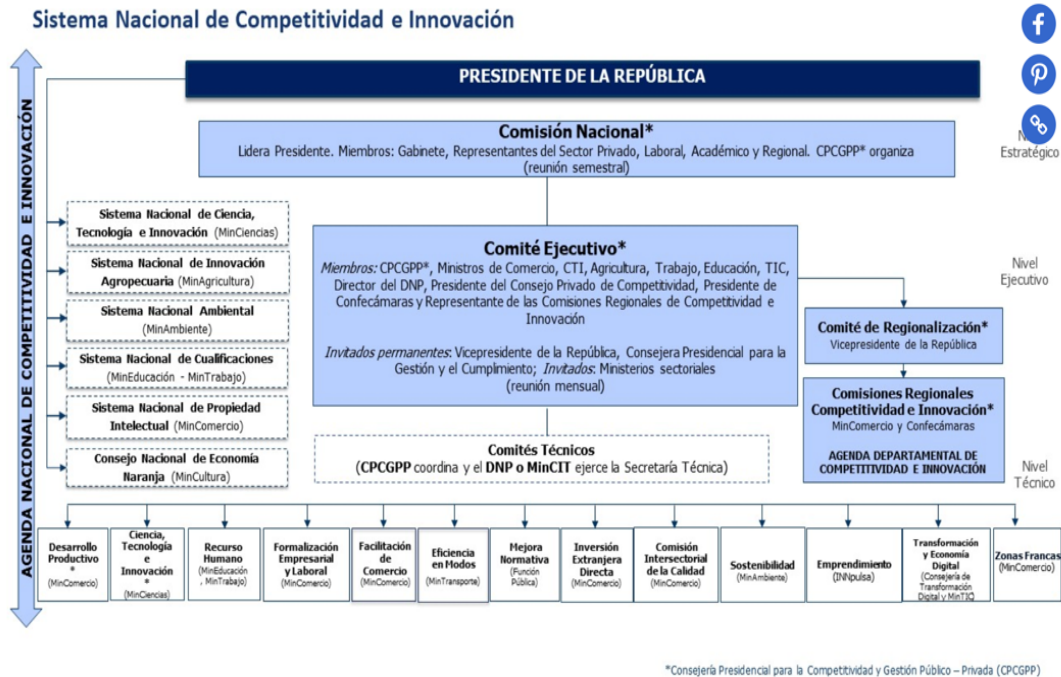 Sistema Nacional de Competitividad e Innovación
AGENDA NACIONAL DE COMPETITIVIDAD E INNOVACIÓN
PRESIDENTE DE LA REPÚBLICA
Comisión Nacional*
Lidera Presidente. Miembros: Gabinete, Representantes del Sector Privado, Laboral, Académico y Regional. CPCGPP* organiza
(reunión semestral)
Estratégico
Sistema Nacional de Ciencia,
Tecnología e Innovación (MinCiencias)
Sistema Nacional de Innovación
Agropecuaria (MinAgricultura)
Sistema Nacional Ambiental
(MinAmbiente)
Sistema Nacional de Cualificaciones
(MinEducación - MinTrabajo)
Sistema Nacional de Propiedad
Intelectual (MinComercio)
Consejo Nacional de Economía
Naranja (MinCultura)
Comité Ejecutivo*
Miembros: CPCGPP*, Ministros de Comercio, CTI, Agricultura, Trabajo, Educación, TIC,
Director del DNP, Presidente del Consejo Privado de Competitividad, Presidente de
Confecámaras y Representante de las Comisiones Regionales de Competitividad e
Innovación
Invitados permanentes: Vicepresidente de la República, Consejera Presidencial para la
Gestión y el Cumplimiento; Invitados: Ministerios sectoriales
(reunión mensual)
Nivel
Ejecutivo
Comité de Regionalización*
Vicepresidente de la República
Comisiones Regionales
Competitividad e Innovación*
MinComercio y Confecámaras
AGENDA DEPARTAMENTAL DE
COMPETITIVIDAD E INNOVACIÓN
Comités Técnicos
(CPCGPP coordina y el DNP o MinCIT ejerce la Secretaría Técnica)
Nivel
Técnico
Desarrollo
Productivo
*
(MinComercio)
Ciencia,
Tecnología
e
Innovación
*
(MinCiencias)
Recurso
Humano
(MinEducación
, MinTrabajo)
Formalización
Empresarial
y Laboral
(MinComercio)
Facilitación
de
Comercio
(MinComercio)
Eficiencia
en Modos
(MinTransporte)
Mejora
Normativa
(Función
Pública)
Inversión
Extranjera
Directa
(MinComercio)
Comisión
Intersectorial
de la Calidad
(MinComercio)
Sostenibilidad
(MinAmbiente)
Emprendimiento
(INNpulsa)
Transformación
y Economía
Digital
(Consejería de
Transformación
Digital y MinTIC)
Zonas Francas
(MinComercio)
*Consejería Presidencial para la Competitividad y Gestión Público – Privada (CPCGPP)